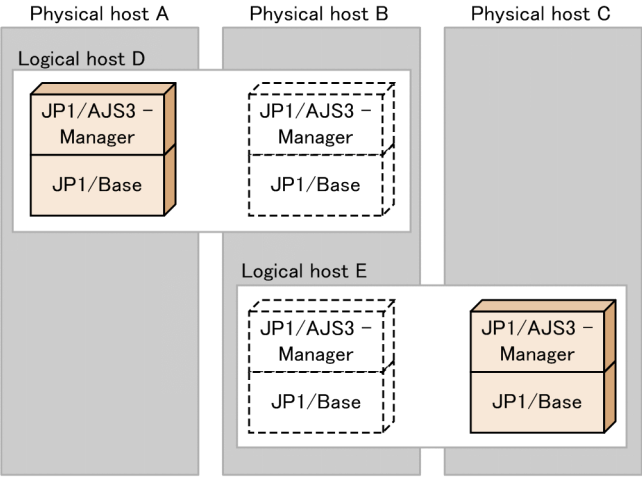 Physical host A
Physical host B
Physical host C
Logical host D
JP1/AJS3 -
Manager
JP1/Base
JP1/AJS3 -
Manager
JP1/Base
Logical host E
JP1/AJS3 -
Manager
JP1/Base
JP1/AJS3 -
Manager
JP1/Base